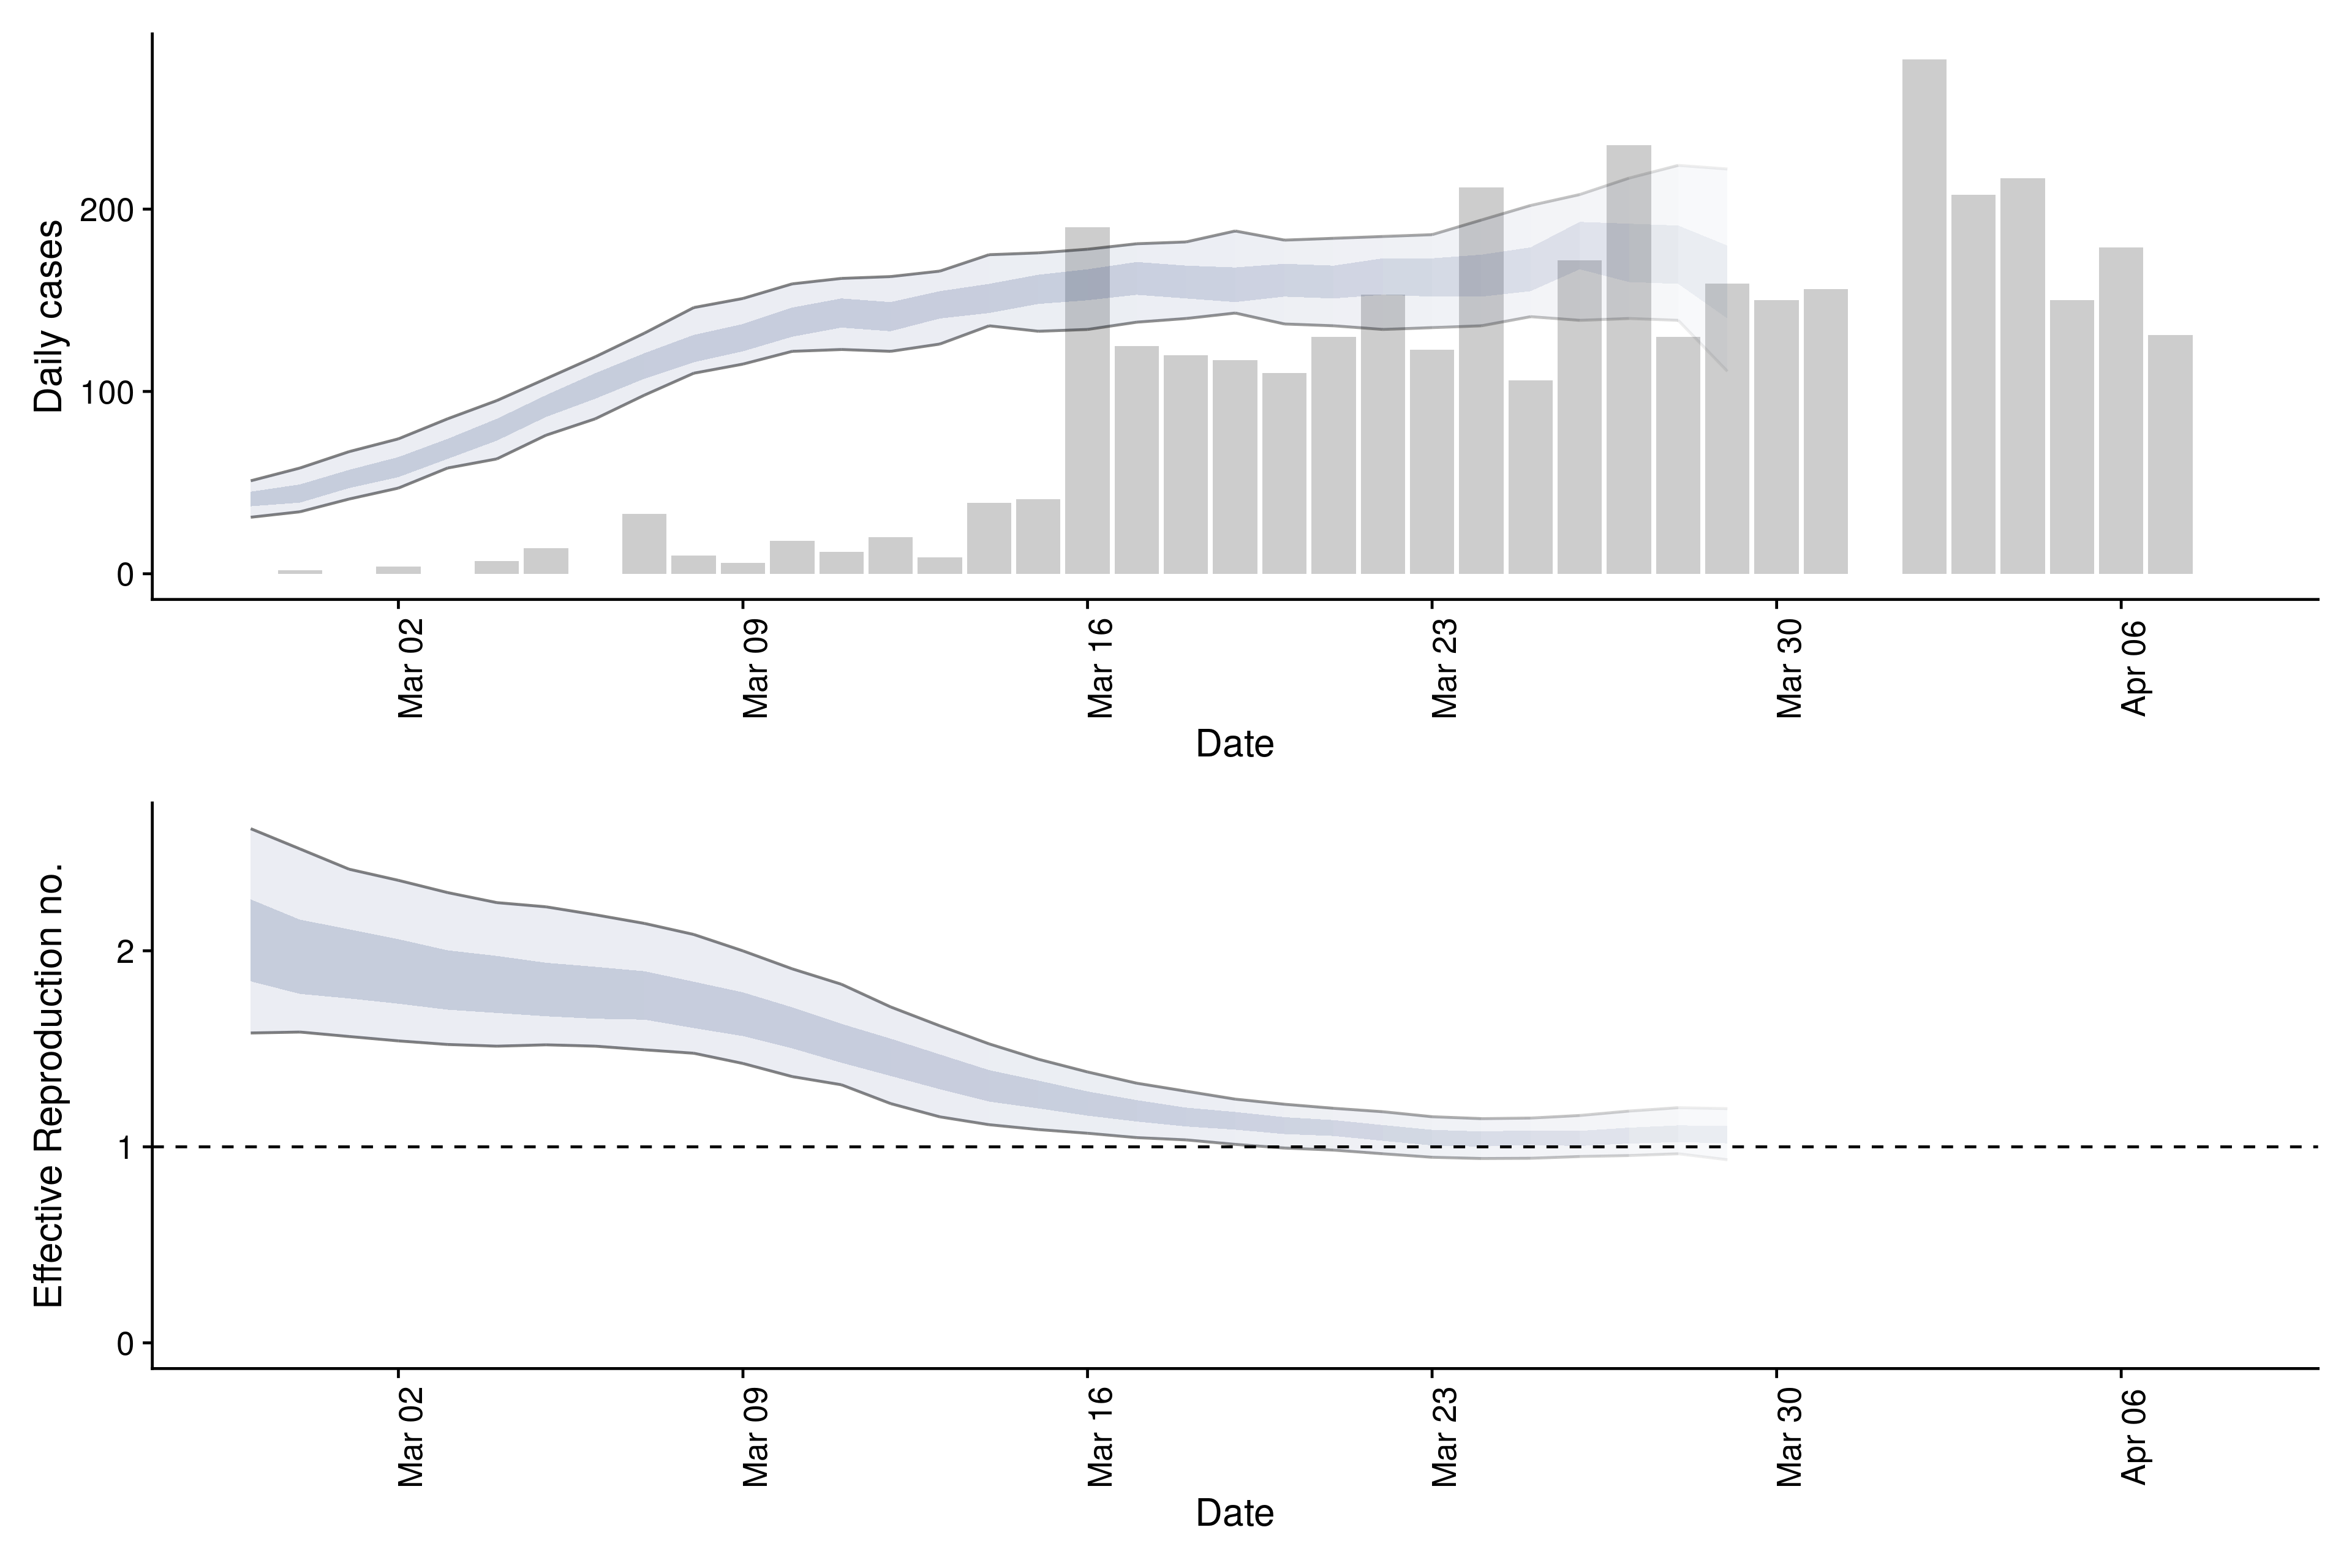 Daily cases
200
100
0
Mar 02
Mar 09
Mar 16
Mar 23
Mar 30
Apr 06
Date
Effective Reproduction no.
2
1
0
Mar 02
Mar 09
Mar 16
Mar 23
Mar 30
Apr 06
Date